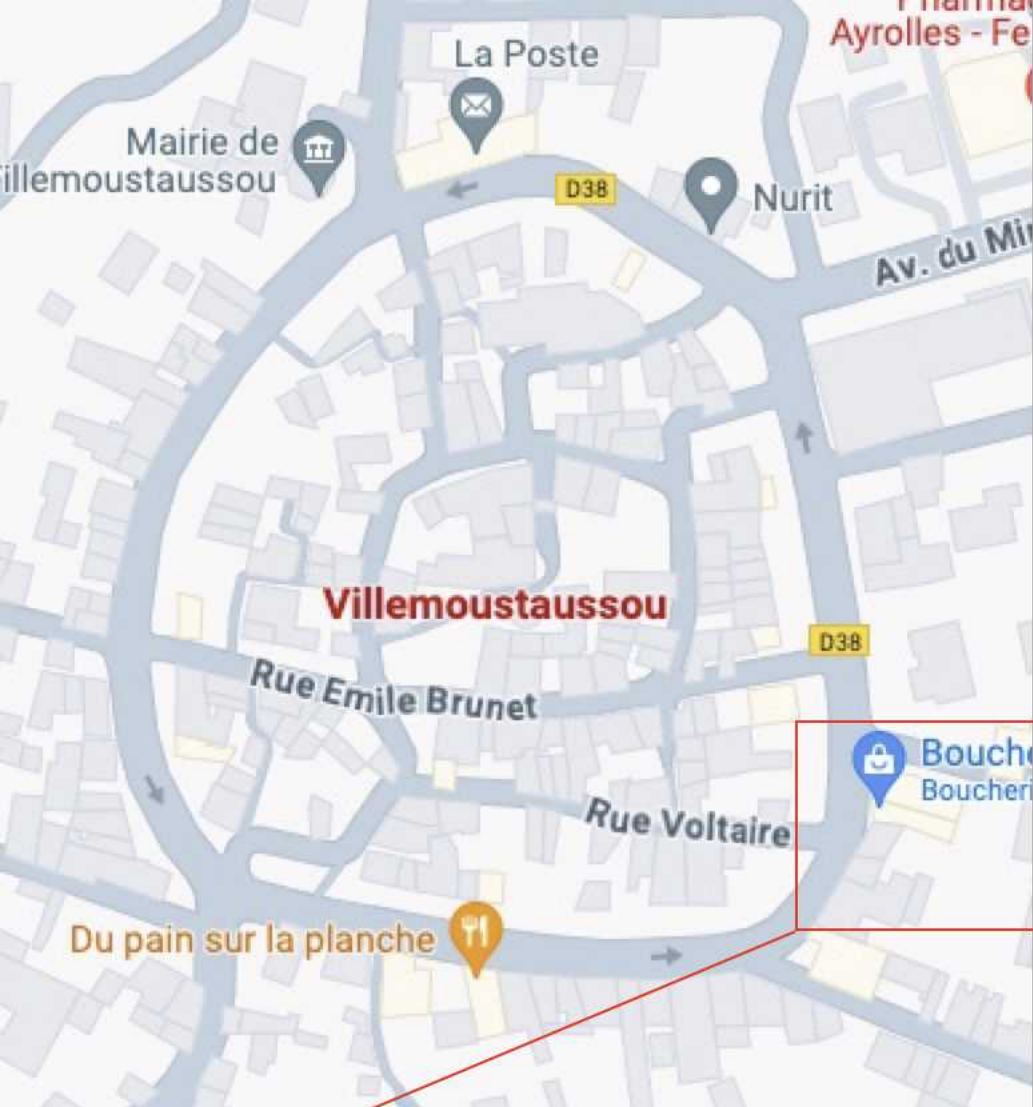 Ayrolles - Fe
La Poste
Mairie de
illemoustaussou
D38
Nurit
Av. du Mi
Villemoustaussou
D38
Rue Emile Brunet
Bouche
Boucheri
Rue Voltaire
Du pain sur la planche